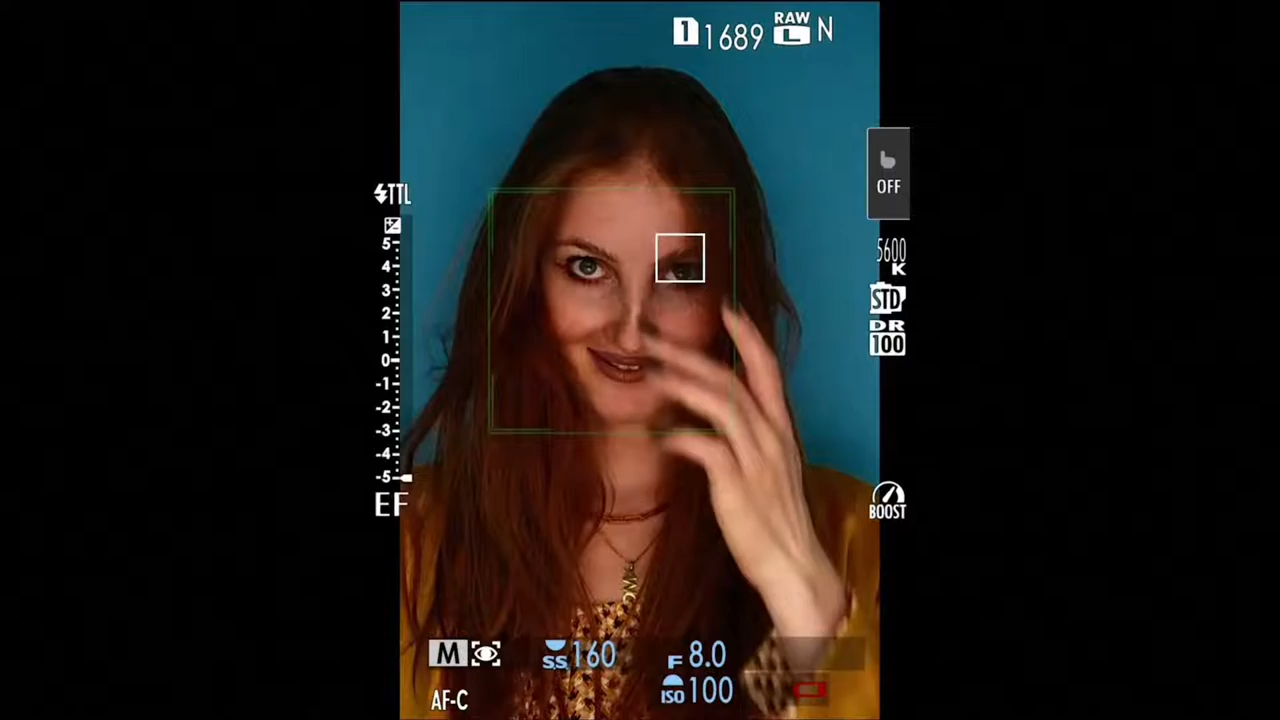 1 1689 RAW L N
TTL
OFF
5
4
3
2
1
0
-1
-2
-3
-4
-5
5600
K
STD
DR
100
EF
BOOST
M SS 160 F 8.0
AF-C ISO 100